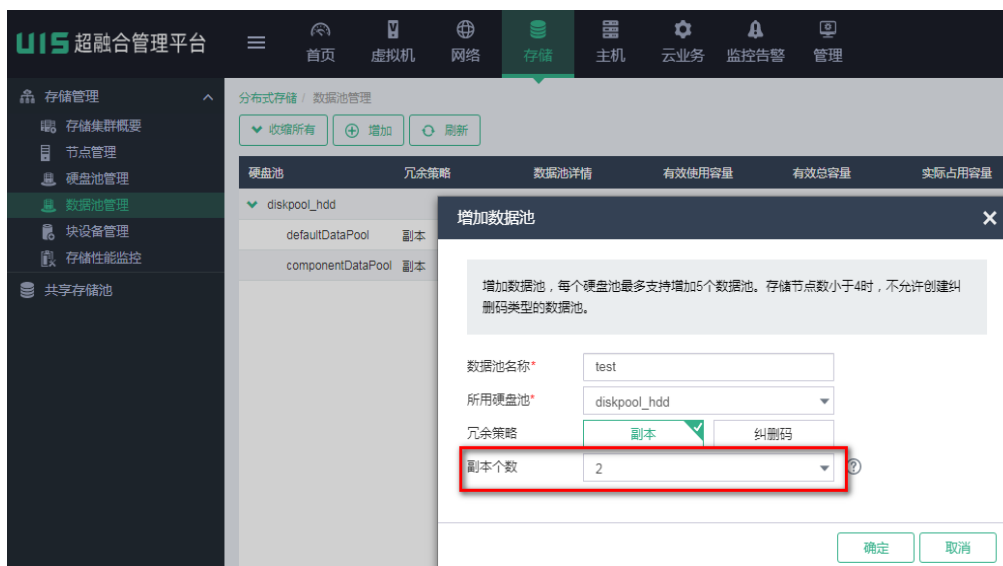 UIS 超融合管理平台
首页 虚拟机 网络 存储 主机 云业务 监控告警 管理
存储管理
存储集群概要
节点管理
硬盘池管理
数据池管理
块设备管理
存储性能监控
共享存储池
分布式存储 / 数据池管理
收缩所有 增加 刷新
硬盘池 冗余策略 数据池详情 有效使用容量 有效总容量 实际占用容量
diskpool_hdd
defaultDataPool 副本
componentDataPool 副本
增加数据池
增加数据池，每个硬盘池最多支持增加5个数据池。存储节点数小于4时，不允许创建纠
删码类型的数据池。
数据池名称* test
所用硬盘池* diskpool_hdd
冗余策略 副本 纠删码
副本个数 2
确定 取消